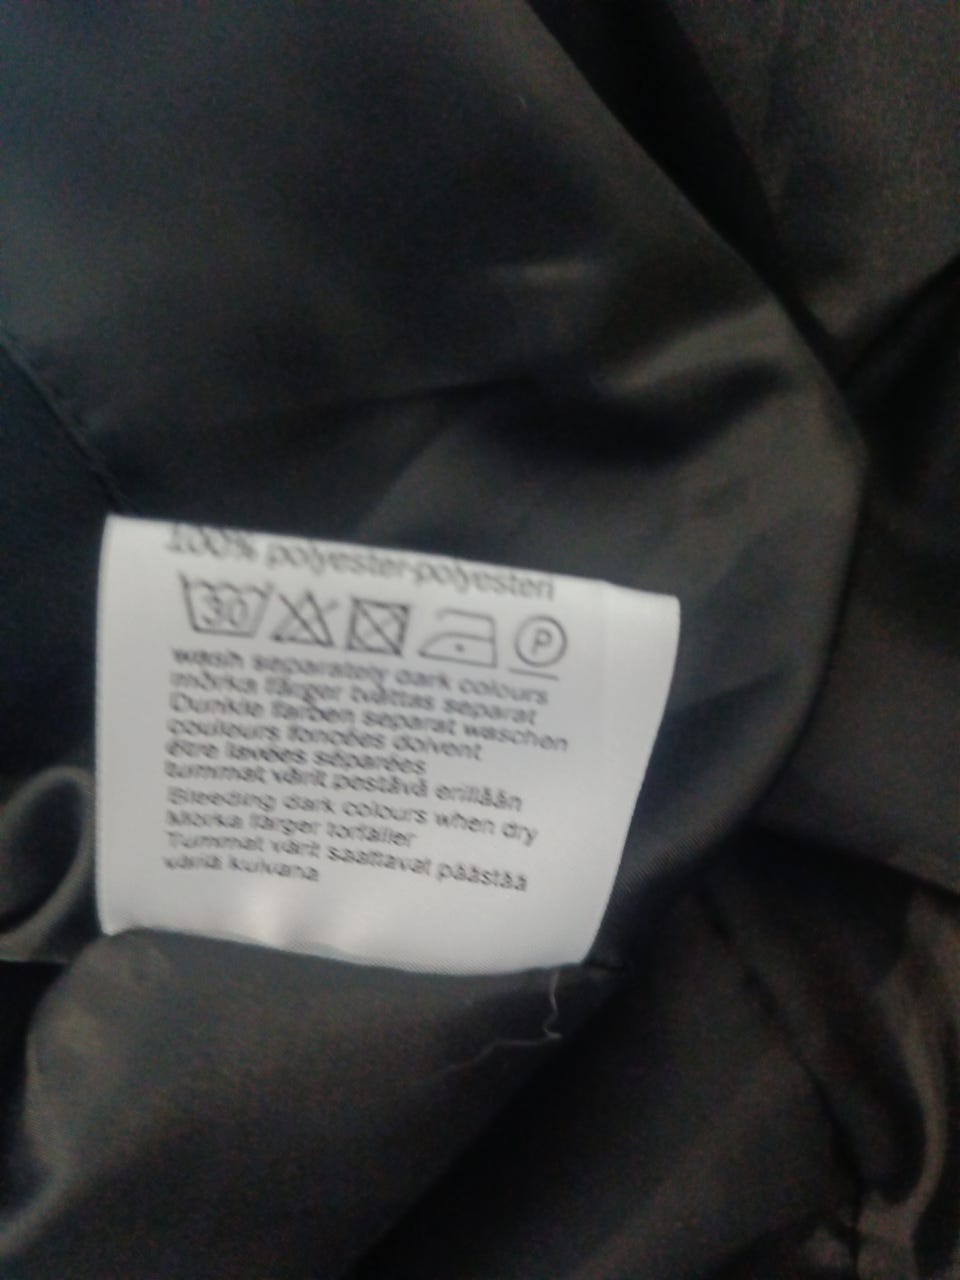 100% polyester-polyesteri
30
P
wash separately dark colours
mörka färger tvättas separat
Dunkle farben separat waschen
couleurs foncées doivent
être lavées séparées
tummat värit pestävä erillään
Bleeding dark colours when dry
Mörka färger torfäller
Tummat värit saattavat päästää
väriä kuivana